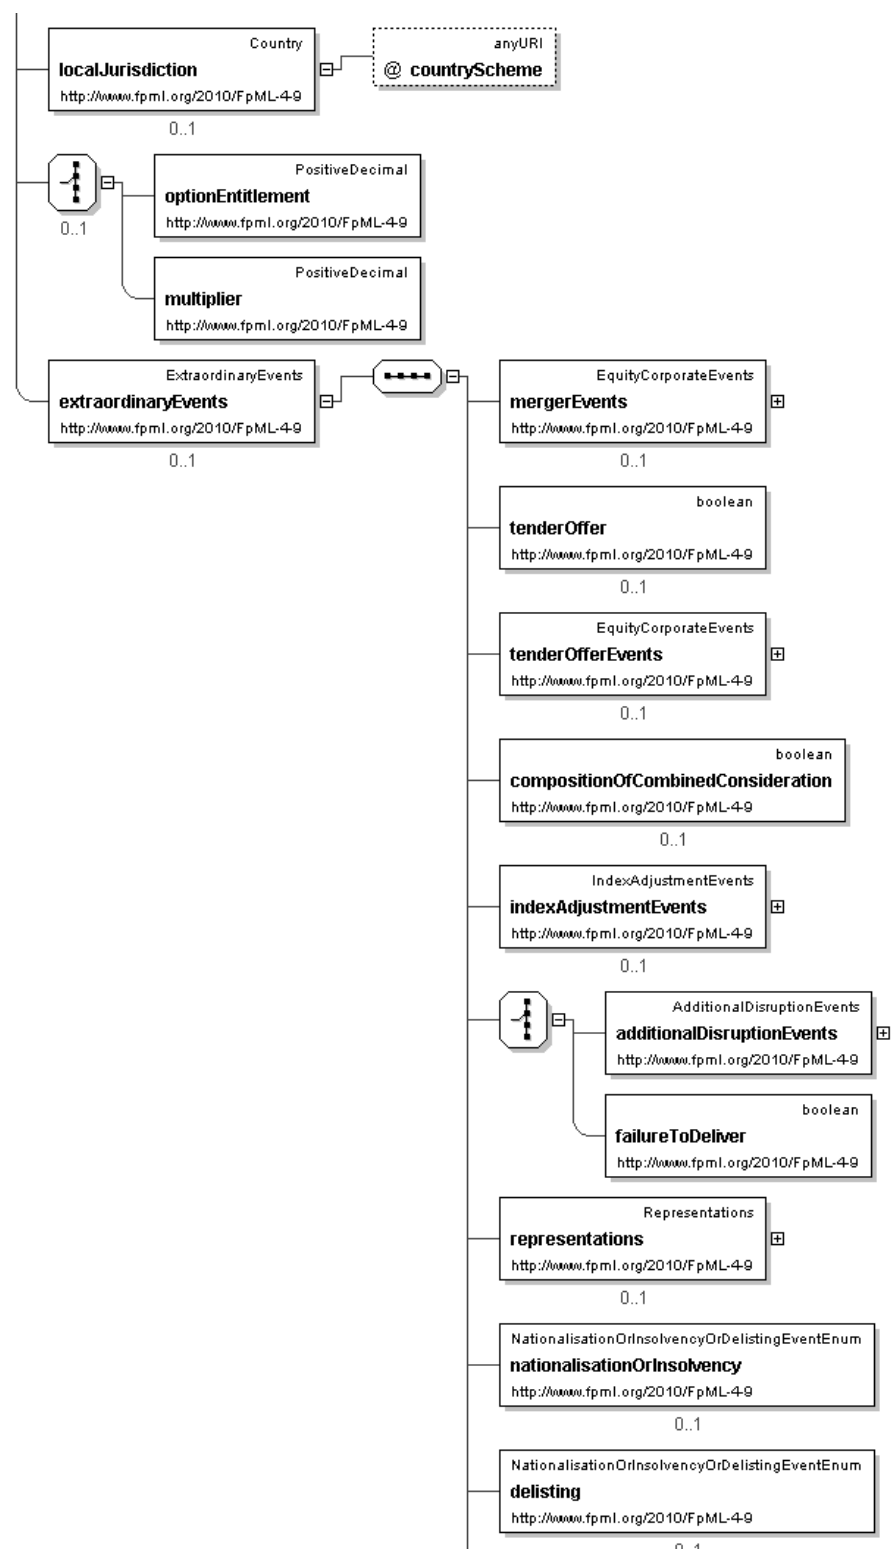 Country
localJurisdiction
http://www.fpml.org/2010/FpML-4-9
0..1
anyURI
@ countryScheme
0..1
PositiveDecimal
optionEntitlement
http://www.fpml.org/2010/FpML-4-9
PositiveDecimal
multiplier
http://www.fpml.org/2010/FpML-4-9
ExtraordinaryEvents
extraordinaryEvents
http://www.fpml.org/2010/FpML-4-9
0..1
EquityCorporateEvents
mergerEvents
http://www.fpml.org/2010/FpML-4-9
0..1
boolean
tenderOffer
http://www.fpml.org/2010/FpML-4-9
0..1
EquityCorporateEvents
tenderOfferEvents
http://www.fpml.org/2010/FpML-4-9
0..1
boolean
compositionOfCombinedConsideration
http://www.fpml.org/2010/FpML-4-9
0..1
IndexAdjustmentEvents
indexAdjustmentEvents
http://www.fpml.org/2010/FpML-4-9
0..1
AdditionalDisruptionEvents
additionalDisruptionEvents
http://www.fpml.org/2010/FpML-4-9
boolean
failureToDeliver
http://www.fpml.org/2010/FpML-4-9
Representations
representations
http://www.fpml.org/2010/FpML-4-9
0..1
NationalisationOrInsolvencyOrDelistingEventEnum
nationalisationOrInsolvency
http://www.fpml.org/2010/FpML-4-9
0..1
NationalisationOrInsolvencyOrDelistingEventEnum
delisting
http://www.fpml.org/2010/FpML-4-9
0..1